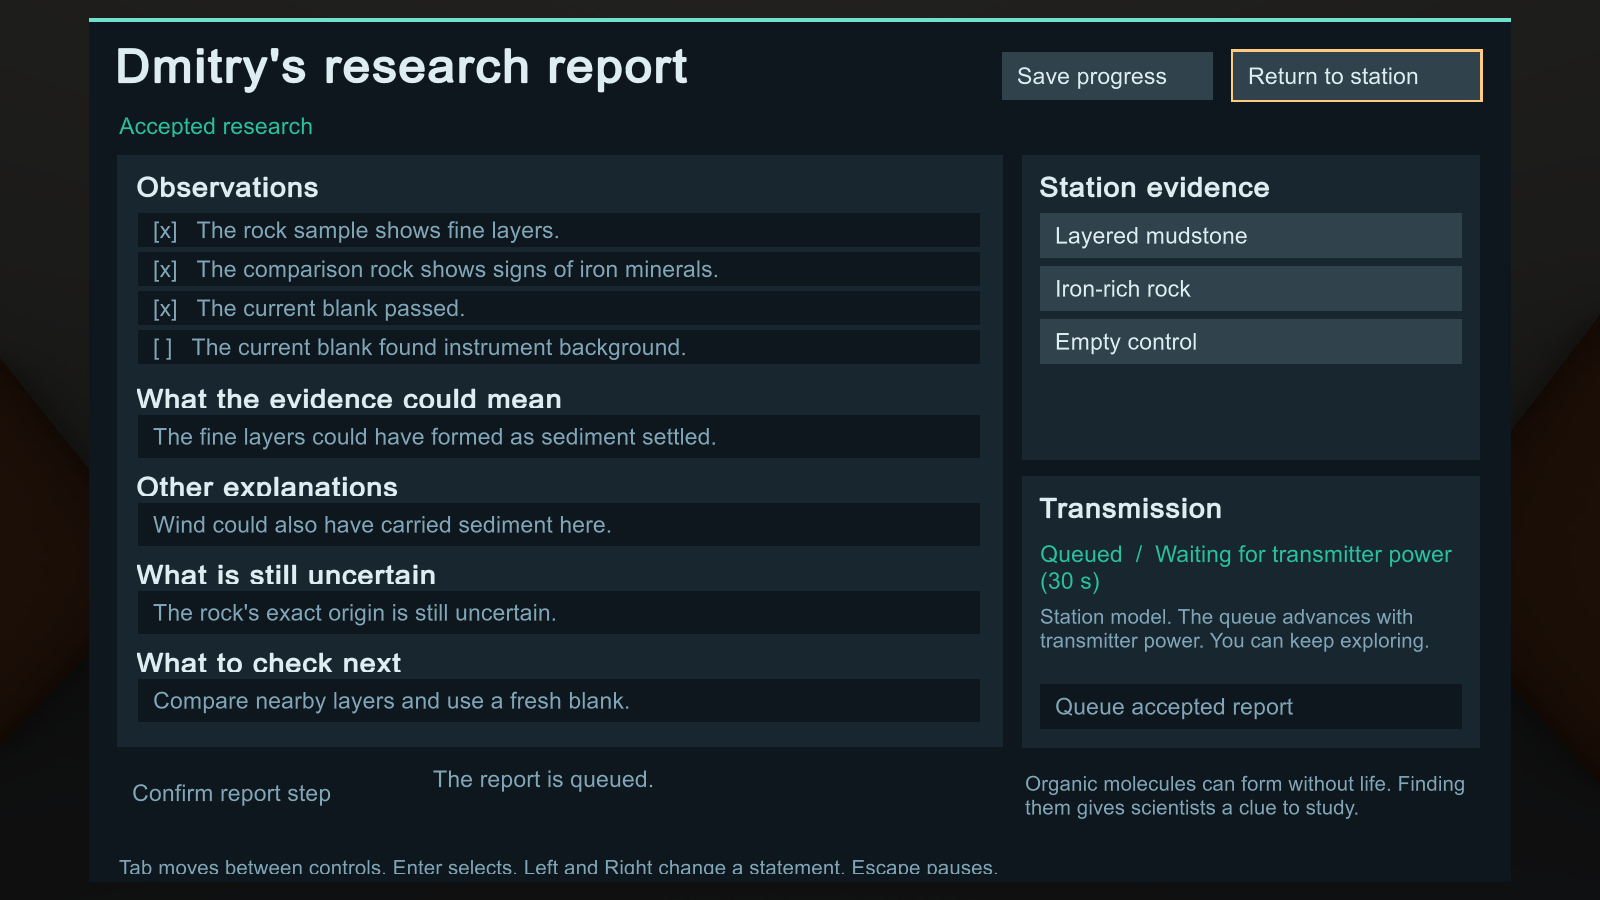 Dmitry's research report
Save progress
Return to station
Accepted research
Observations
[x] The rock sample shows fine layers.
[x] The comparison rock shows signs of iron minerals.
[x] The current blank passed.
[ ] The current blank found instrument background.
What the evidence could mean
The fine layers could have formed as sediment settled.
Other explanations
Wind could also have carried sediment here.
What is still uncertain
The rock's exact origin is still uncertain.
What to check next
Compare nearby layers and use a fresh blank.
Station evidence
Layered mudstone
Iron-rich rock
Empty control
Transmission
Queued / Waiting for transmitter power
(30 s)
Station model. The queue advances with
transmitter power. You can keep exploring.
Queue accepted report
Confirm report step
The report is queued.
Organic molecules can form without life. Finding
them gives scientists a clue to study.
Tab moves between controls. Enter selects. Left and Right change a statement. Escape pauses.